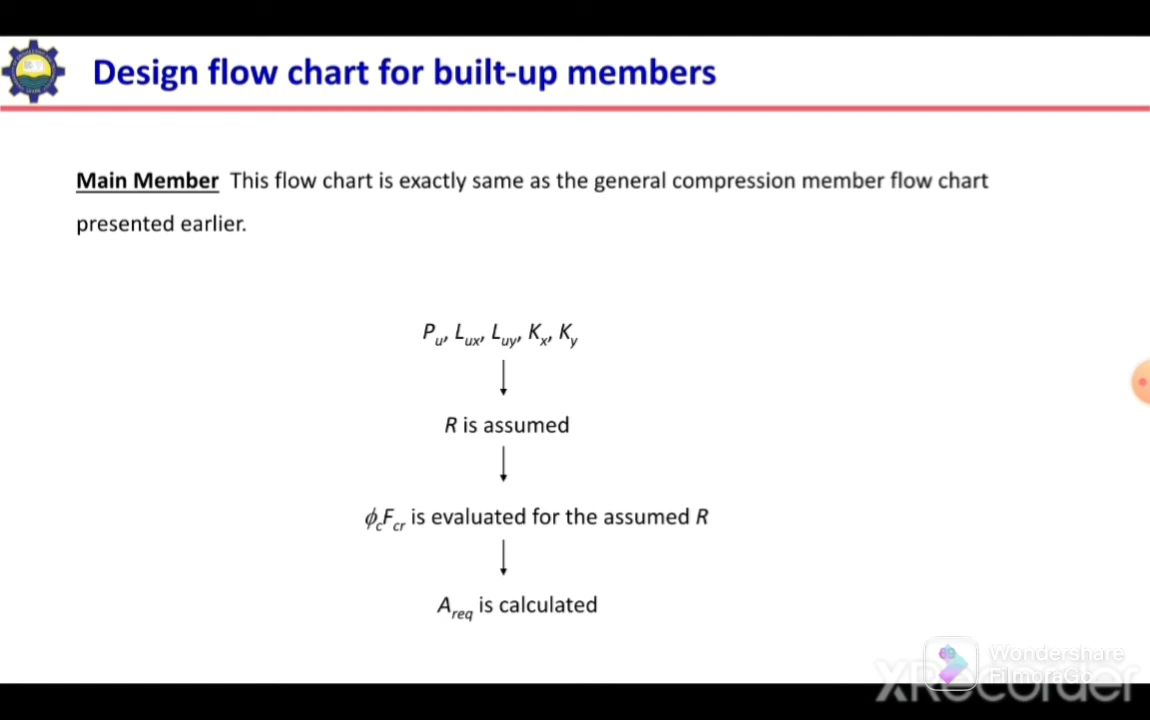 Design flow chart for built-up members
Main Member This flow chart is exactly same as the general compression member flow chart
presented earlier.
Pu, Lux, Luy, Kx, Ky
R is assumed
ϕcFcr is evaluated for the assumed R
Areq is calculated
Wondershare
FilmoraGo
XRecorder